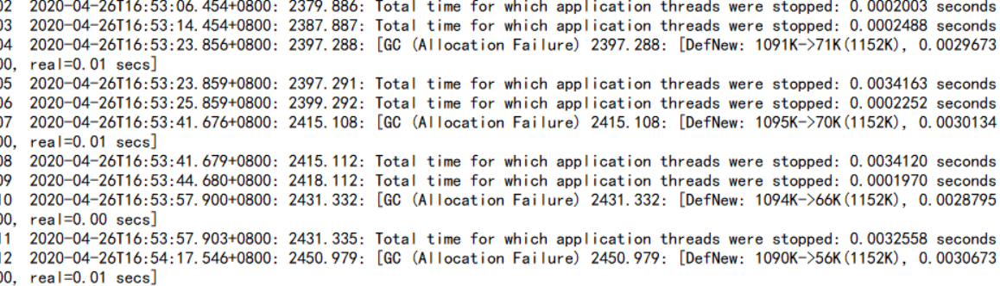 02 2020-04-26T16:53:06.454+0800: 2379.886: Total time for which application threads were stopped: 0.0002003 seconds
03 2020-04-26T16:53:14.454+0800: 2387.887: Total time for which application threads were stopped: 0.0002488 seconds
04 2020-04-26T16:53:23.856+0800: 2397.288: [GC (Allocation Failure) 2397.288: [DefNew: 1091K->71K(1152K), 0.0029673
00, real=0.01 secs]
05 2020-04-26T16:53:23.859+0800: 2397.291: Total time for which application threads were stopped: 0.0034163 seconds
06 2020-04-26T16:53:25.859+0800: 2399.292: Total time for which application threads were stopped: 0.0002252 seconds
07 2020-04-26T16:53:41.676+0800: 2415.108: [GC (Allocation Failure) 2415.108: [DefNew: 1095K->70K(1152K), 0.0030134
00, real=0.01 secs]
08 2020-04-26T16:53:41.679+0800: 2415.112: Total time for which application threads were stopped: 0.0034120 seconds
09 2020-04-26T16:53:44.680+0800: 2418.112: Total time for which application threads were stopped: 0.0001970 seconds
10 2020-04-26T16:53:57.900+0800: 2431.332: [GC (Allocation Failure) 2431.332: [DefNew: 1094K->66K(1152K), 0.0028795
00, real=0.00 secs]
11 2020-04-26T16:53:57.903+0800: 2431.335: Total time for which application threads were stopped: 0.0032558 seconds
12 2020-04-26T16:54:17.546+0800: 2450.979: [GC (Allocation Failure) 2450.979: [DefNew: 1090K->56K(1152K), 0.0030673
00, real=0.01 secs]